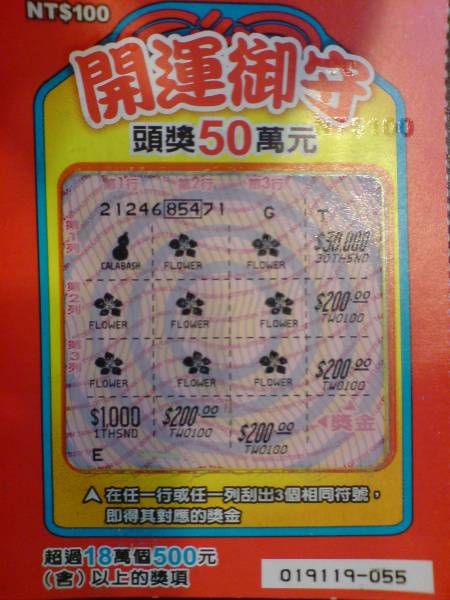 NT$100
開運御守
NT$100
頭獎50萬元
第1行 第2行 第3行
21246 854 71 G T
第1列 CALABASH FLOWER FLOWER $30,000 30THSND
第2列 FLOWER FLOWER FLOWER $200.00 TWO100
第3列 FLOWER FLOWER FLOWER $200.00 TWO100
$1,000 1THSND $200.00 TWO100 $200.00 TWO100 獎金
E
在任一行或任一列刮出3個相同符號，
即得其對應的獎金
超過18萬個500元
(含)以上的獎項
019119-055